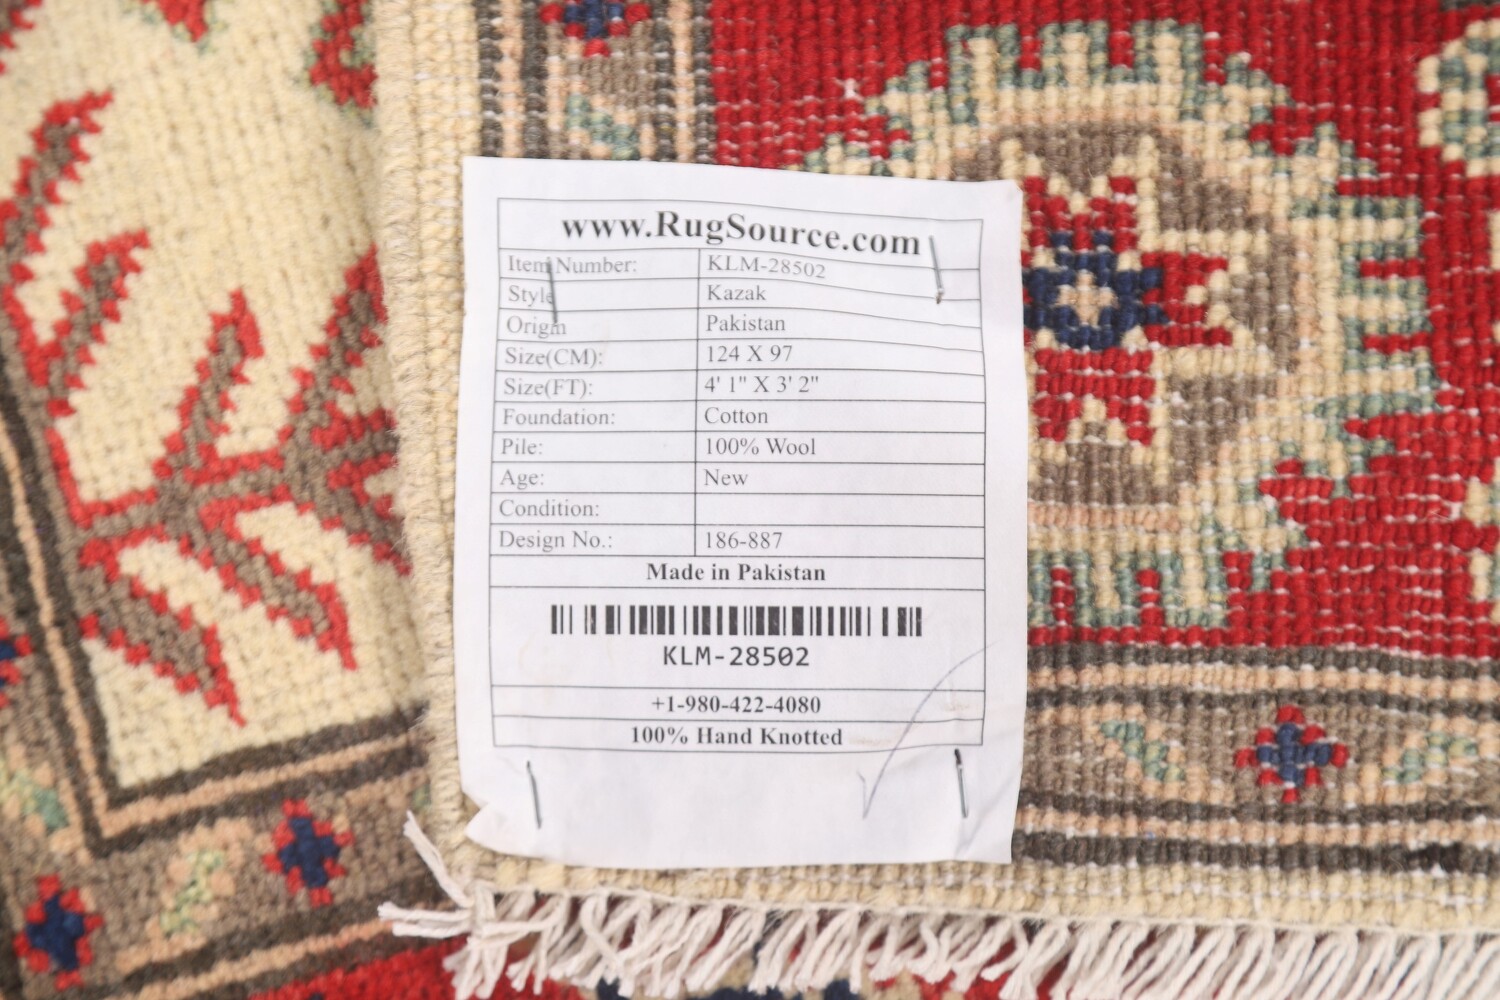 www.RugSource.com
Item Number: KLM-28502
Style Kazak
Origin Pakistan
Size(CM): 124 X 97
Size(FT): 4' 1" X 3' 2"
Foundation: Cotton
Pile: 100% Wool
Age: New
Condition:
Design No.: 186-887
Made in Pakistan
KLM-28502
+1-980-422-4080
100% Hand Knotted